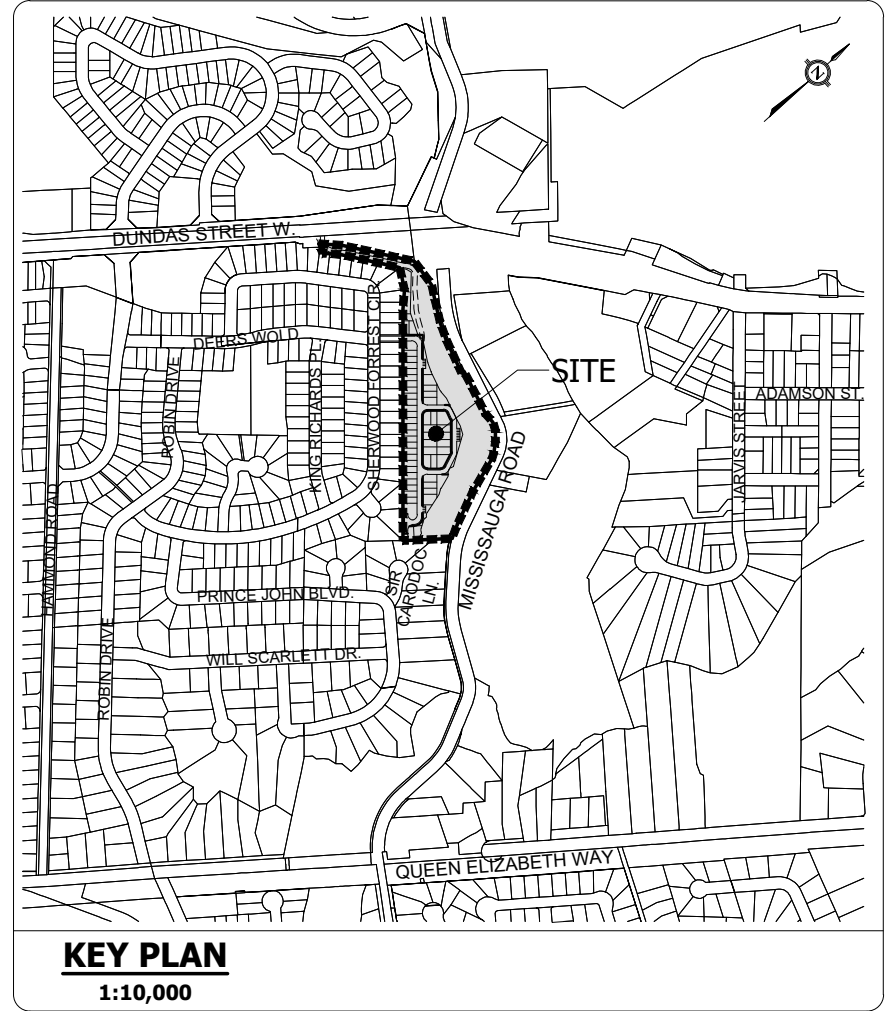 N
DUNDAS STREET W.
DEERS WOLD
ROBIN DRIVE
KING RICHARDS PL.
SHERWOOD FORREST CIR.
SITE
ADAMSON ST.
JARVIS STREET
HAMMOND ROAD
MISSISSAUGA ROAD
SIR
CARODOC
LN.
PRINCE JOHN BLVD.
WILL SCARLETT DR.
ROBIN DRIVE
QUEEN ELIZABETH WAY
KEY PLAN
1:10,000